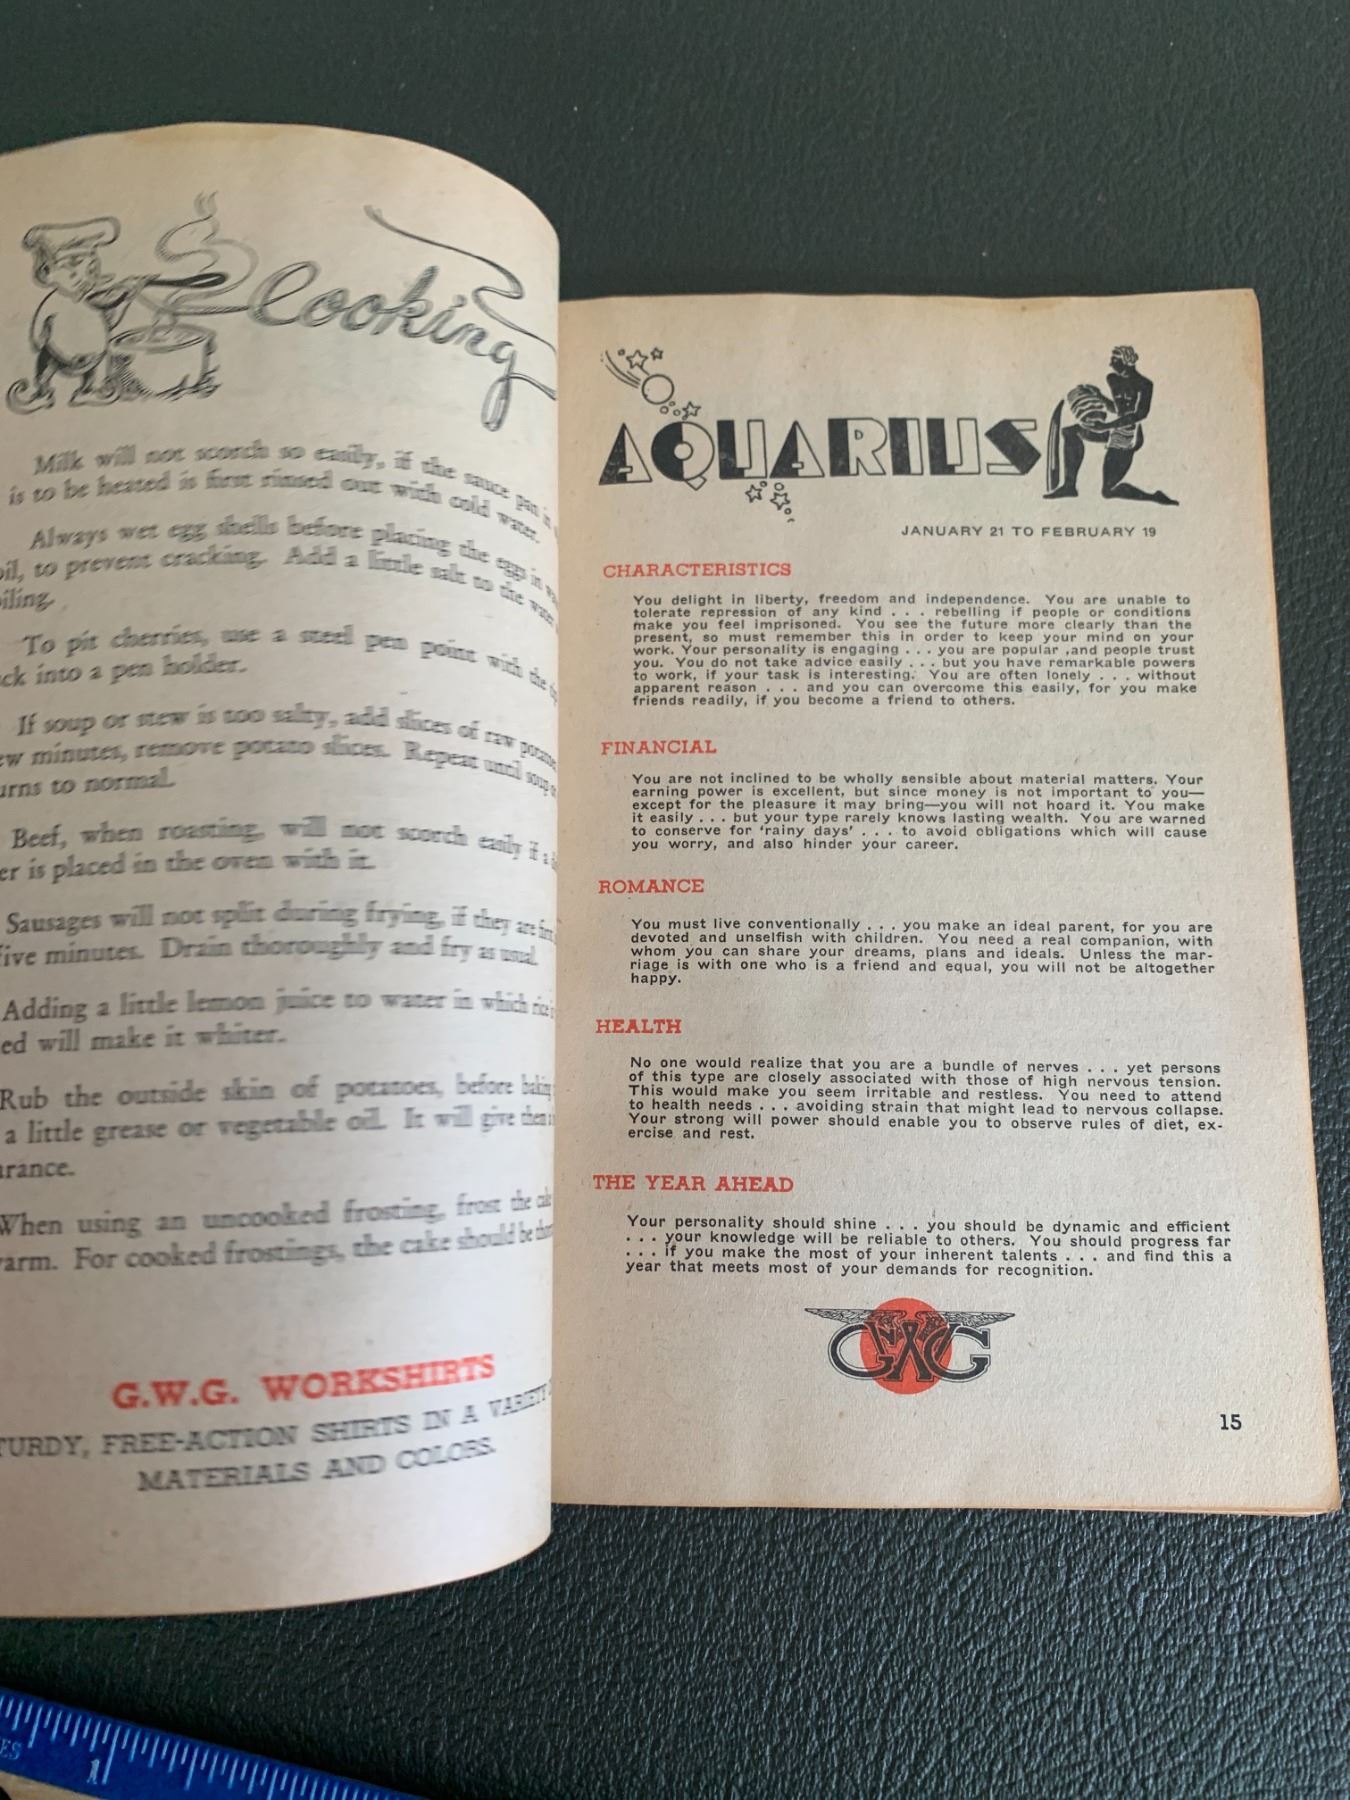 Cooking
Milk will not scorch so easily, if the sauce pan in
is to be heated is first rinsed out with cold water.
Always wet egg shells before placing the eggs in
oil, to prevent cracking. Add a little salt to the water
iling.
To pit cherries, use a steel pen point with the
ck into a pen holder.
If soup or stew is too salty, add slices of raw potatoes
ew minutes, remove potato slices. Repeat until soup or
urns to normal.
Beef, when roasting, will not scorch easily if a
er is placed in the oven with it.
Sausages will not split during frying, if they are first
five minutes. Drain thoroughly and fry as usual.
Adding a little lemon juice to water in which rice is
ed will make it whiter.
Rub the outside skin of potatoes, before baking
a little grease or vegetable oil. It will give them a
arance.
When using an uncooked frosting, frost the cake
arm. For cooked frostings, the cake should be
G.W.G. WORKSHIRTS
TURDY, FREE-ACTION SHIRTS IN A VARIETY
MATERIALS AND COLORS.
AQUARIUS
JANUARY 21 TO FEBRUARY 19
CHARACTERISTICS
You delight in liberty, freedom and independence. You are unable to
tolerate repression of any kind . . . rebelling if people or conditions
make you feel imprisoned. You see the future more clearly than the
present, so must remember this in order to keep your mind on your
work. Your personality is engaging . . . you are popular ,and people trust
you. You do not take advice easily . . . but you have remarkable powers
to work, if your task is interesting. You are often lonely . . . without
apparent reason . . . and you can overcome this easily, for you make
friends readily, if you become a friend to others.
FINANCIAL
You are not inclined to be wholly sensible about material matters. Your
earning power is excellent, but since money is not important to you—
except for the pleasure it may bring—you will not hoard it. You make
it easily . . . but your type rarely knows lasting wealth. You are warned
to conserve for 'rainy days' . . . to avoid obligations which will cause
you worry, and also hinder your career.
ROMANCE
You must live conventionally . . . you make an ideal parent, for you are
devoted and unselfish with children. You need a real companion, with
whom you can share your dreams, plans and ideals. Unless the mar-
riage is with one who is a friend and equal, you will not be altogether
happy.
HEALTH
No one would realize that you are a bundle of nerves . . . yet persons
of this type are closely associated with those of high nervous tension.
This would make you seem irritable and restless. You need to attend
to health needs . . . avoiding strain that might lead to nervous collapse.
Your strong will power should enable you to observe rules of diet, ex-
ercise and rest.
THE YEAR AHEAD
Your personality should shine . . . you should be dynamic and efficient
. . . your knowledge will be reliable to others. You should progress far
. . . if you make the most of your inherent talents . . . and find this a
year that meets most of your demands for recognition.
GWG
15
ES
1